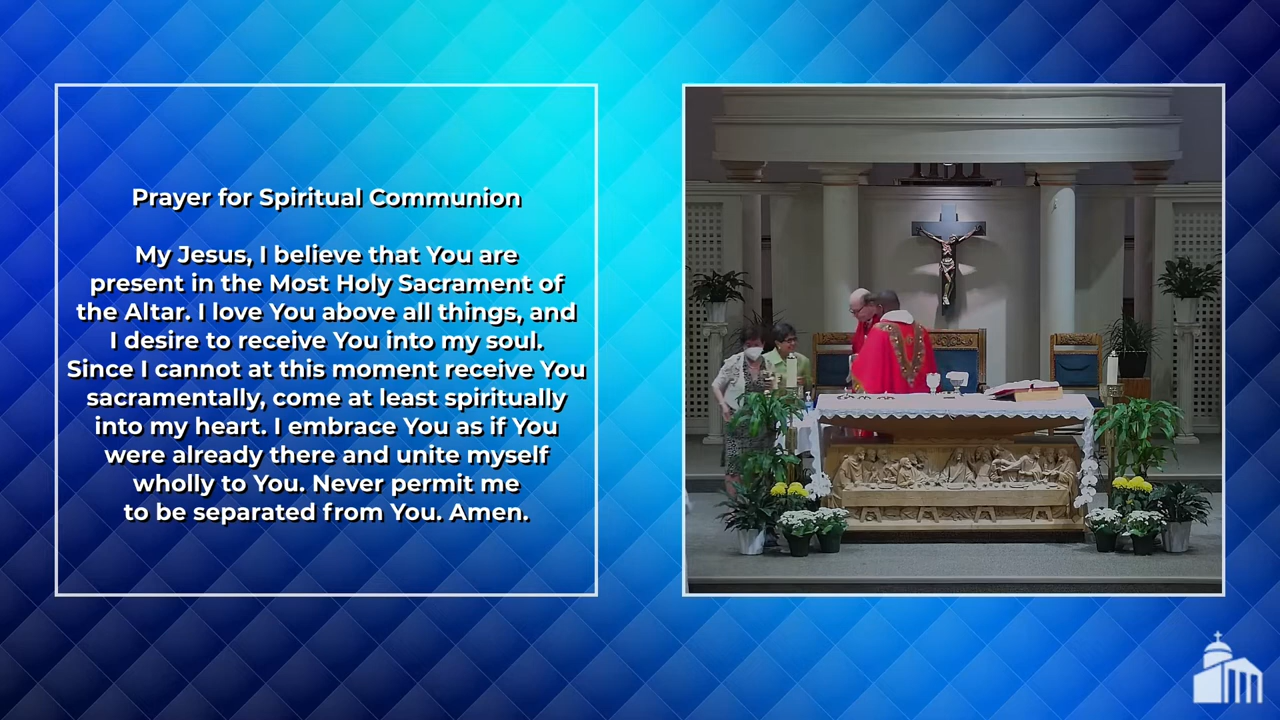 Prayer for Spiritual Communion
My Jesus, I believe that You are
present in the Most Holy Sacrament of
the Altar. I love You above all things, and
I desire to receive You into my soul.
Since I cannot at this moment receive You
sacramentally, come at least spiritually
into my heart. I embrace You as if You
were already there and unite myself
wholly to You. Never permit me
to be separated from You. Amen.